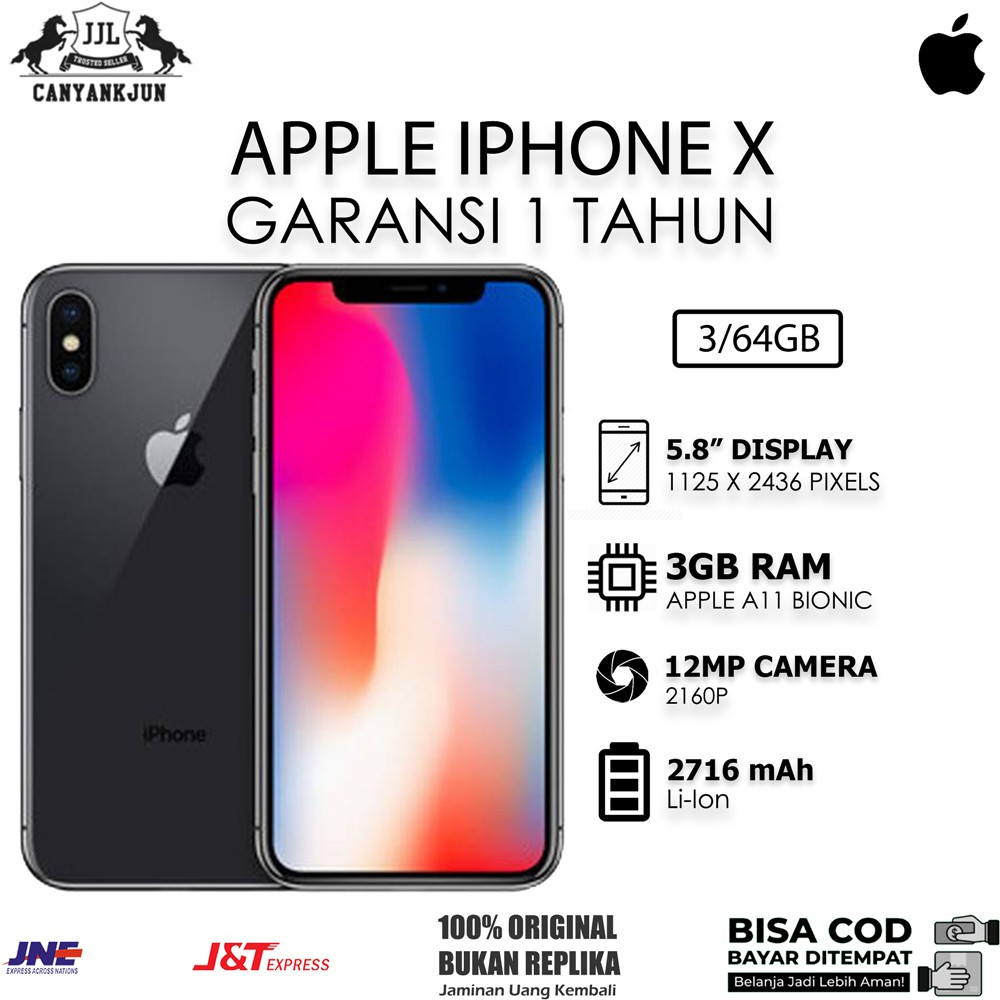 JJL
TRUSTED SELLER
CANYANKJUN
APPLE IPHONE X
GARANSI 1 TAHUN
3/64GB
5.8” DISPLAY
1125 X 2436 PIXELS
3GB RAM
APPLE A11 BIONIC
12MP CAMERA
2160P
2716 mAh
Li-Ion
iPhone
JNE
EXPRESS ACROSS NATIONS
J&T EXPRESS
100% ORIGINAL
BUKAN REPLIKA
Jaminan Uang Kembali
BISA COD
BAYAR DITEMPAT
Belanja Jadi Lebih Aman!